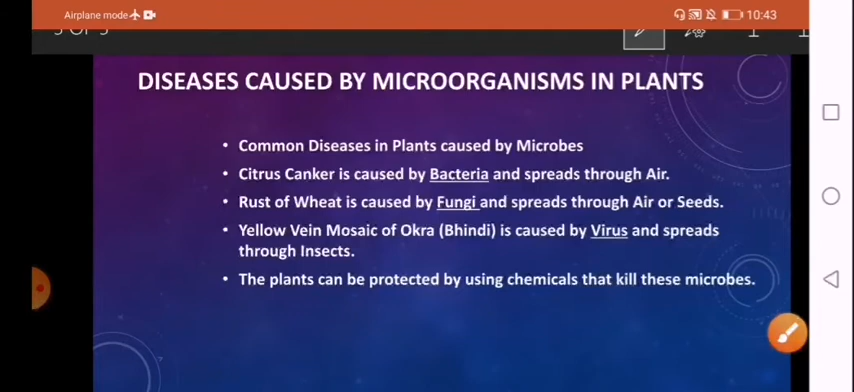 Airplane mode
10:43
5 OF 5
DISEASES CAUSED BY MICROORGANISMS IN PLANTS
• Common Diseases in Plants caused by Microbes
• Citrus Canker is caused by Bacteria and spreads through Air.
• Rust of Wheat is caused by Fungi and spreads through Air or Seeds.
• Yellow Vein Mosaic of Okra (Bhindi) is caused by Virus and spreads
through Insects.
• The plants can be protected by using chemicals that kill these microbes.